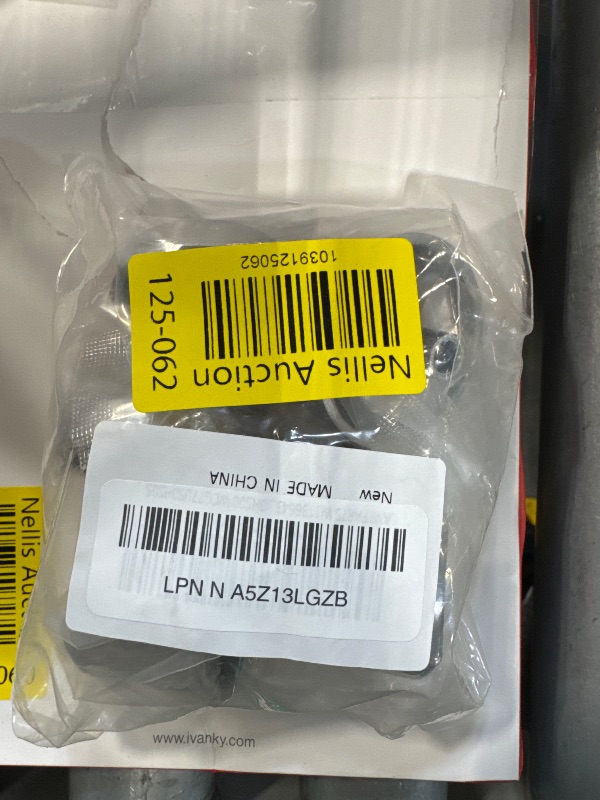 1039125062
125-062
Nellis Auction
New MADE IN CHINA
LPN N A5Z13LGZB
Nellis Auc
www.ivanky.com